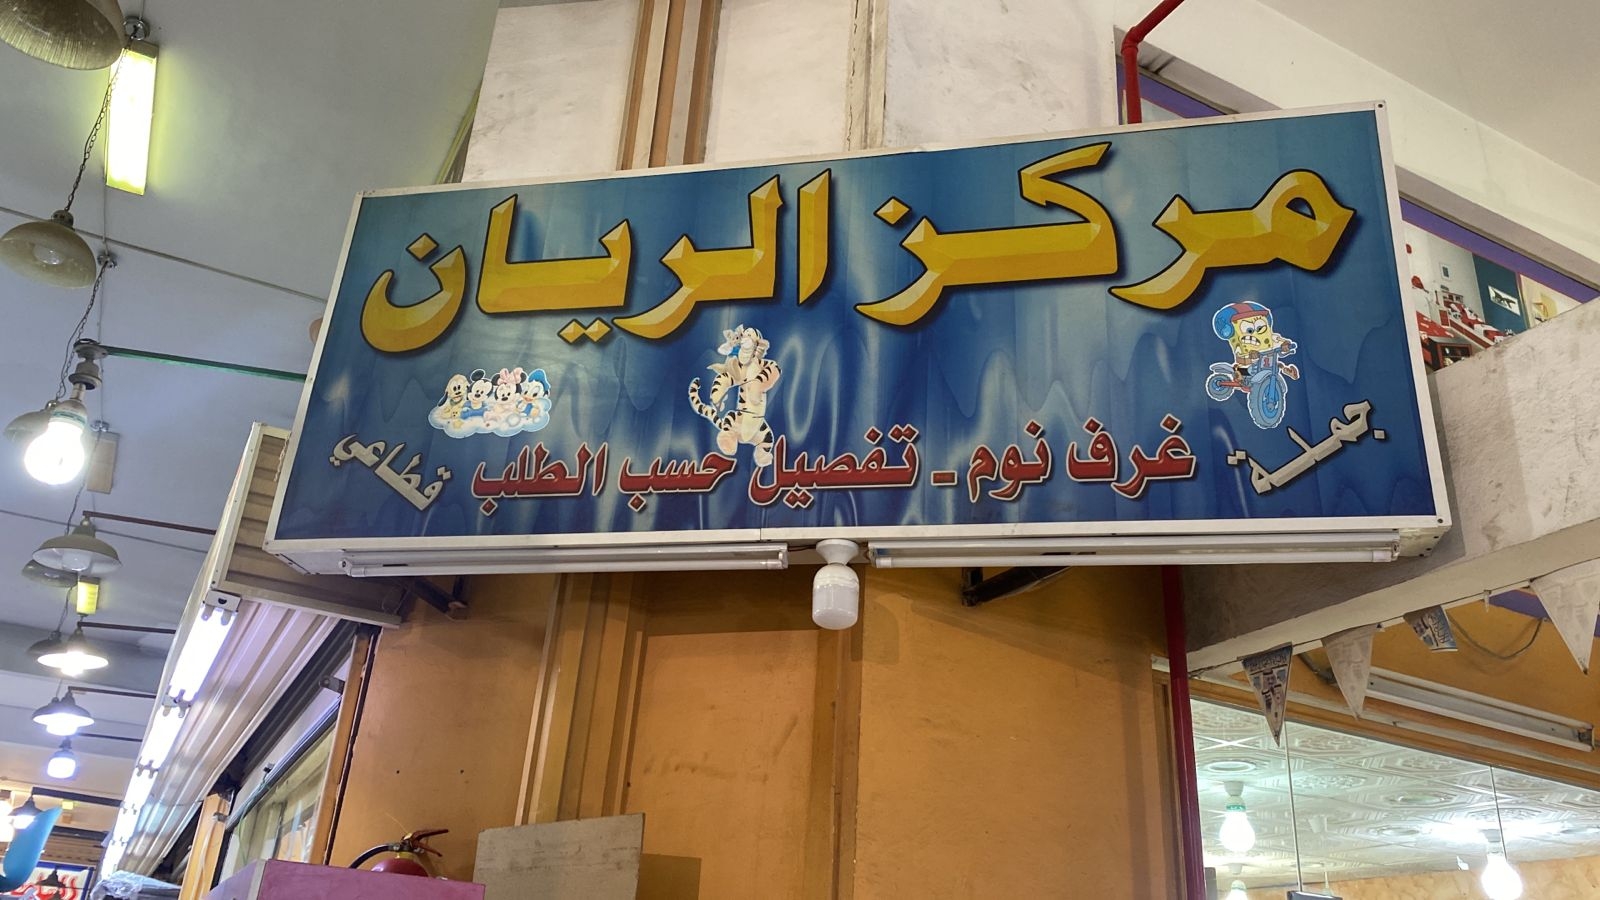 مركز الريان
جملة
غرف نوم - تفصيل حسب الطلب
قطاعي